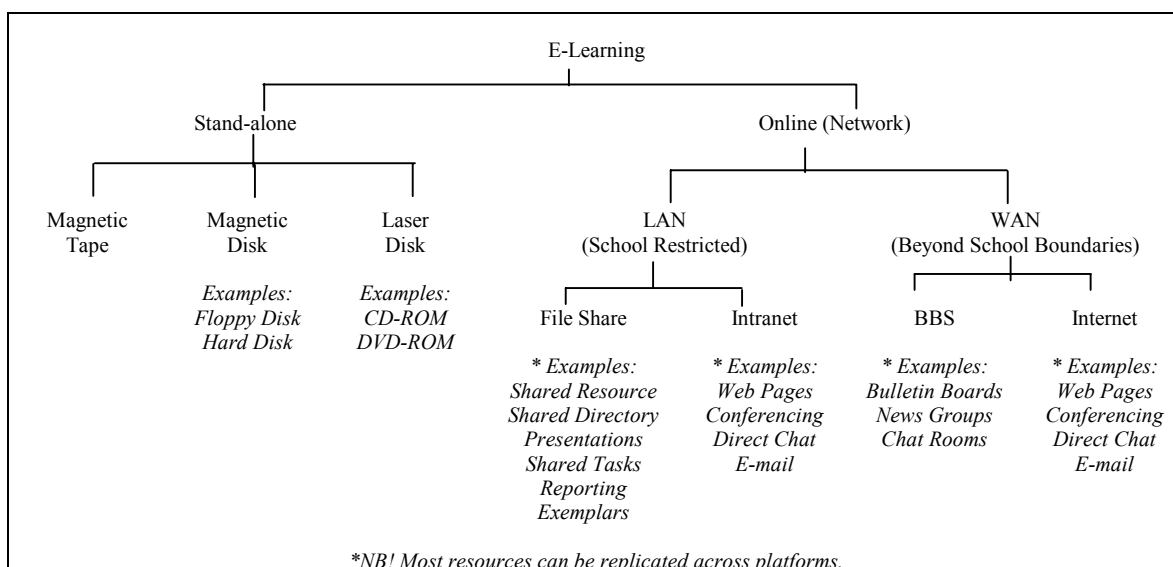 E-Learning
Stand-alone
Online (Network)
Magnetic
Tape
Magnetic
Disk
Examples:
Floppy Disk
Hard Disk
Laser
Disk
Examples:
CD-ROM
DVD-ROM
LAN
(School Restricted)
WAN
(Beyond School Boundaries)
File Share
* Examples:
Shared Resource
Shared Directory
Presentations
Shared Tasks
Reporting
Exemplars
Intranet
* Examples:
Web Pages
Conferencing
Direct Chat
E-mail
BBS
* Examples:
Bulletin Boards
News Groups
Chat Rooms
Internet
* Examples:
Web Pages
Conferencing
Direct Chat
E-mail
*NB! Most resources can be replicated across platforms.